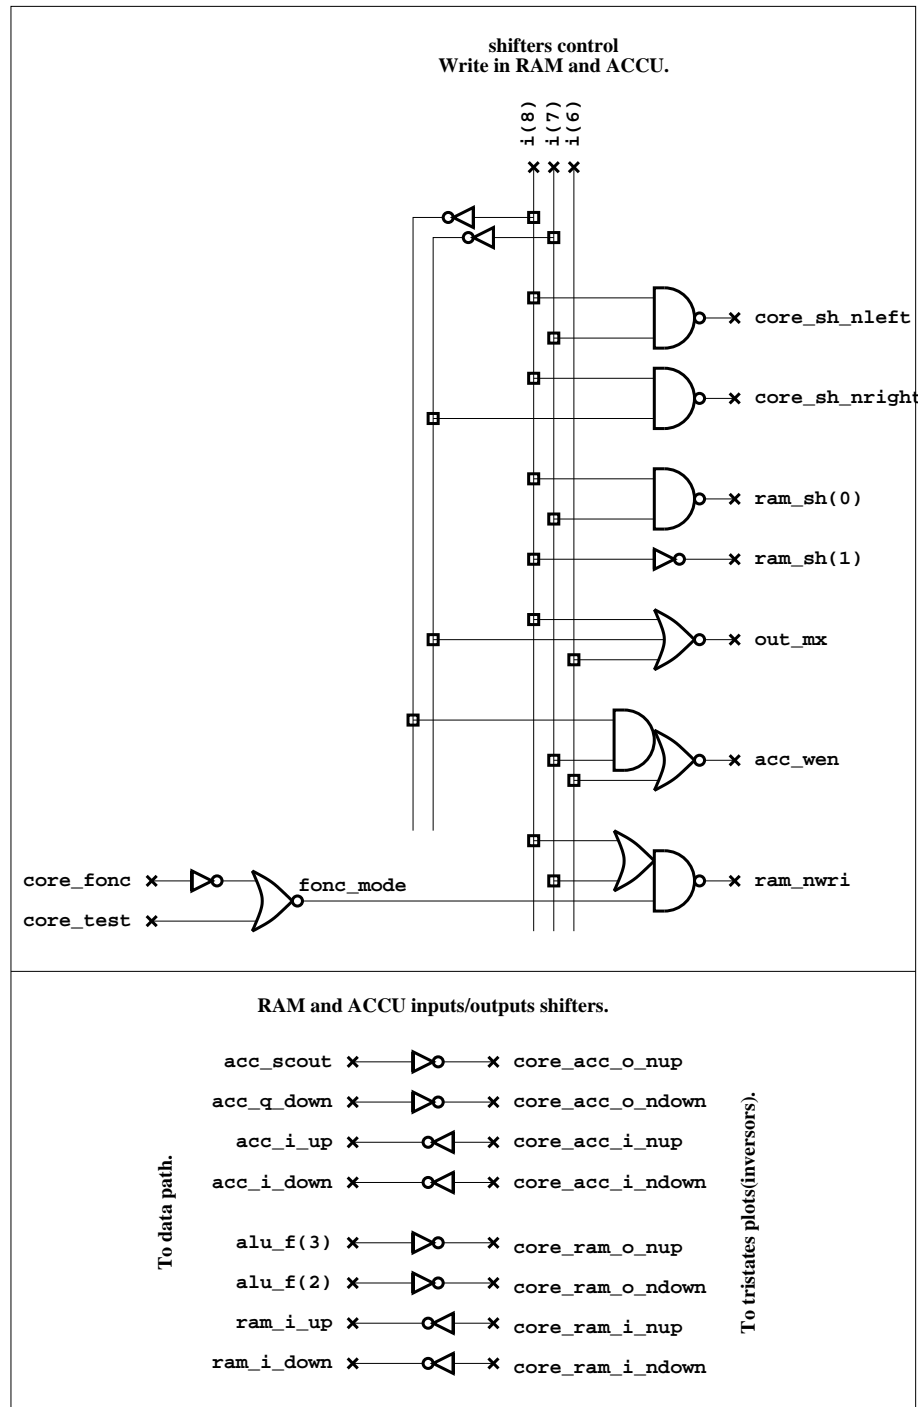 shifters control
Write in RAM and ACCU.
i(8)
i(7)
i(6)
core_sh_nleft
core_sh_nright
ram_sh(0)
ram_sh(1)
out_mx
acc_wen
core_fonc
fonc_mode
ram_nwri
core_test
RAM and ACCU inputs/outputs shifters.
acc_scout core_acc_o_nup
acc_q_down core_acc_o_ndown
acc_i_up core_acc_i_nup
acc_i_down core_acc_i_ndown
alu_f(3) core_ram_o_nup
alu_f(2) core_ram_o_ndown
ram_i_up core_ram_i_nup
ram_i_down core_ram_i_ndown
To data path.
To tristates plots(inversors).